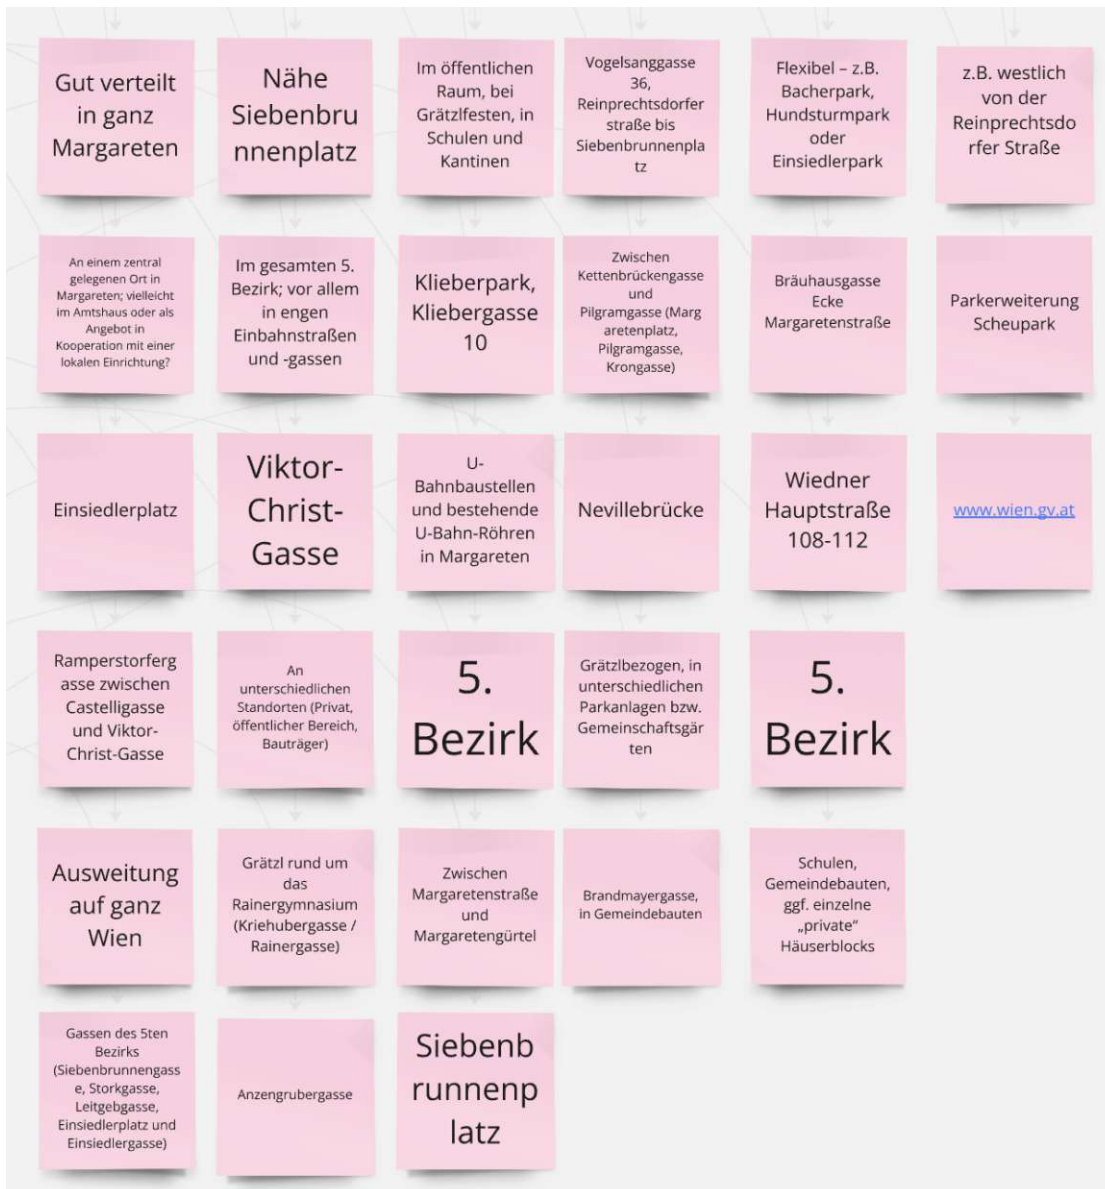 Gut verteilt
in ganz
Margareten
Nähe
Siebenbru
nnenplatz
Im öffentlichen
Raum, bei
Grätzlfesten, in
Schulen und
Kantinen
Vogelsanggasse
36,
Reinprechtsdorfer
straße bis
Siebenbrunnenpla
tz
Flexibel – z.B.
Bacherpark,
Hundsturmpark
oder
Einsiedlerpark
z.B. westlich
von der
Reinprechtsdo
rfer Straße
An einem zentral
gelegenen Ort in
Margareten; vielleicht
im Amtshaus oder als
Angebot in
Kooperation mit einer
lokalen Einrichtung?
Im gesamten 5.
Bezirk; vor allem
in engen
Einbahnstraßen
und -gassen
Klieberpark,
Kliebergasse
10
Zwischen
Kettenbrückengasse
und
Pilgramgasse (Marg
aretenplatz,
Pilgramgasse,
Krongasse)
Bräuhausgasse
Ecke
Margaretenstraße
Parkerweiterung
Scheupark
Einsiedlerplatz
Viktor-
Christ-
Gasse
U-
Bahnbaustellen
und bestehende
U-Bahn-Röhren
in Margareten
Nevillebrücke
Wiedner
Hauptstraße
108-112
www.wien.gv.at
Ramperstorferg
asse zwischen
Castelligasse
und Viktor-
Christ-Gasse
An
unterschiedlichen
Standorten (Privat,
öffentlicher Bereich,
Bauträger)
5.
Bezirk
Grätzlbezogen, in
unterschiedlichen
Parkanlagen bzw.
Gemeinschaftsgär
ten
5.
Bezirk
Ausweitung
auf ganz
Wien
Grätzl rund um
das
Rainergymnasium
(Kriehubergasse /
Rainergasse)
Zwischen
Margaretenstraße
und
Margaretengürtel
Brandmayergasse,
in Gemeindebauten
Schulen,
Gemeindebauten,
ggf. einzelne
„private“
Häuserblocks
Gassen des 5ten
Bezirks
(Siebenbrunnengass
e, Storkgasse,
Leitgebgasse,
Einsiedlerplatz und
Einsiedlergasse)
Anzengrubergasse
Siebenb
runnenp
latz